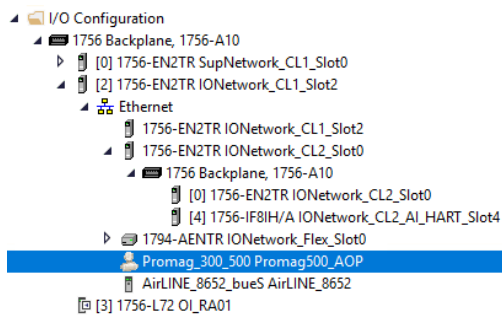 I/O Configuration
1756 Backplane, 1756-A10
[0] 1756-EN2TR SupNetwork_CL1_Slot0
[2] 1756-EN2TR IONetwork_CL1_Slot2
Ethernet
1756-EN2TR IONetwork_CL1_Slot2
1756-EN2TR IONetwork_CL2_Slot0
1756 Backplane, 1756-A10
[0] 1756-EN2TR IONetwork_CL2_Slot0
[4] 1756-IF8IH/A IONetwork_CL2_AI_HART_Slot4
1794-AENTR IONetwork_Flex_Slot0
Promag_300_500 Promag500_AOP
AirLINE_8652_bueS AirLINE_8652
[3] 1756-L72 OI_RA01